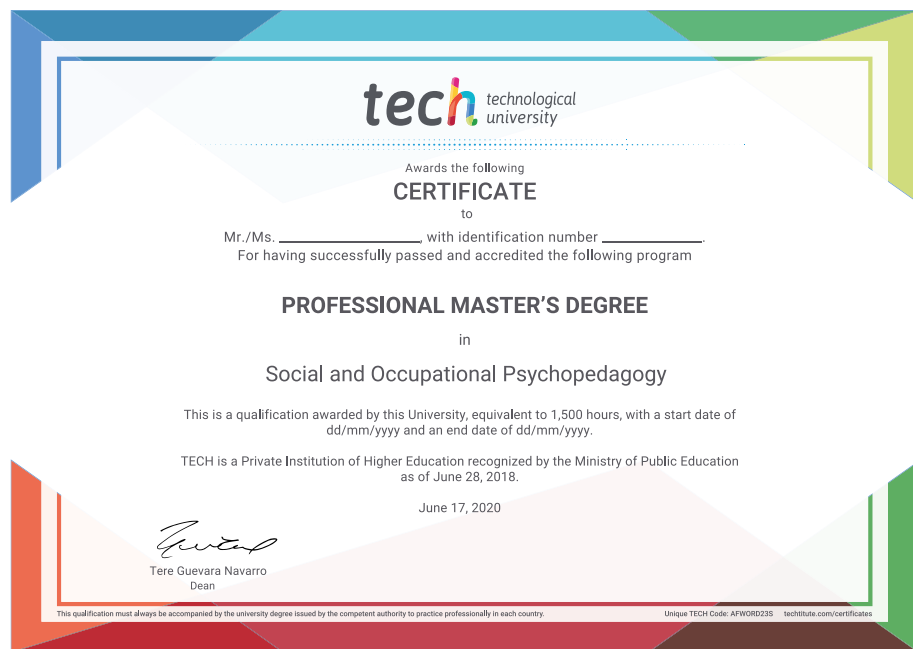 tech technological
university
Awards the following
CERTIFICATE
to
Mr./Ms. ____________________, with identification number ______________.
For having successfully passed and accredited the following program
PROFESSIONAL MASTER'S DEGREE
in
Social and Occupational Psychopedagogy
This is a qualification awarded by this University, equivalent to 1,500 hours, with a start date of
dd/mm/yyyy and an end date of dd/mm/yyyy.
TECH is a Private Institution of Higher Education recognized by the Ministry of Public Education
as of June 28, 2018.
June 17, 2020
Tere Guevara Navarro
Dean
This qualification must always be accompanied by the university degree issued by the competent authority to practice professionally in each country. Unique TECH Code: AFWORD23S techtitute.com/certificates